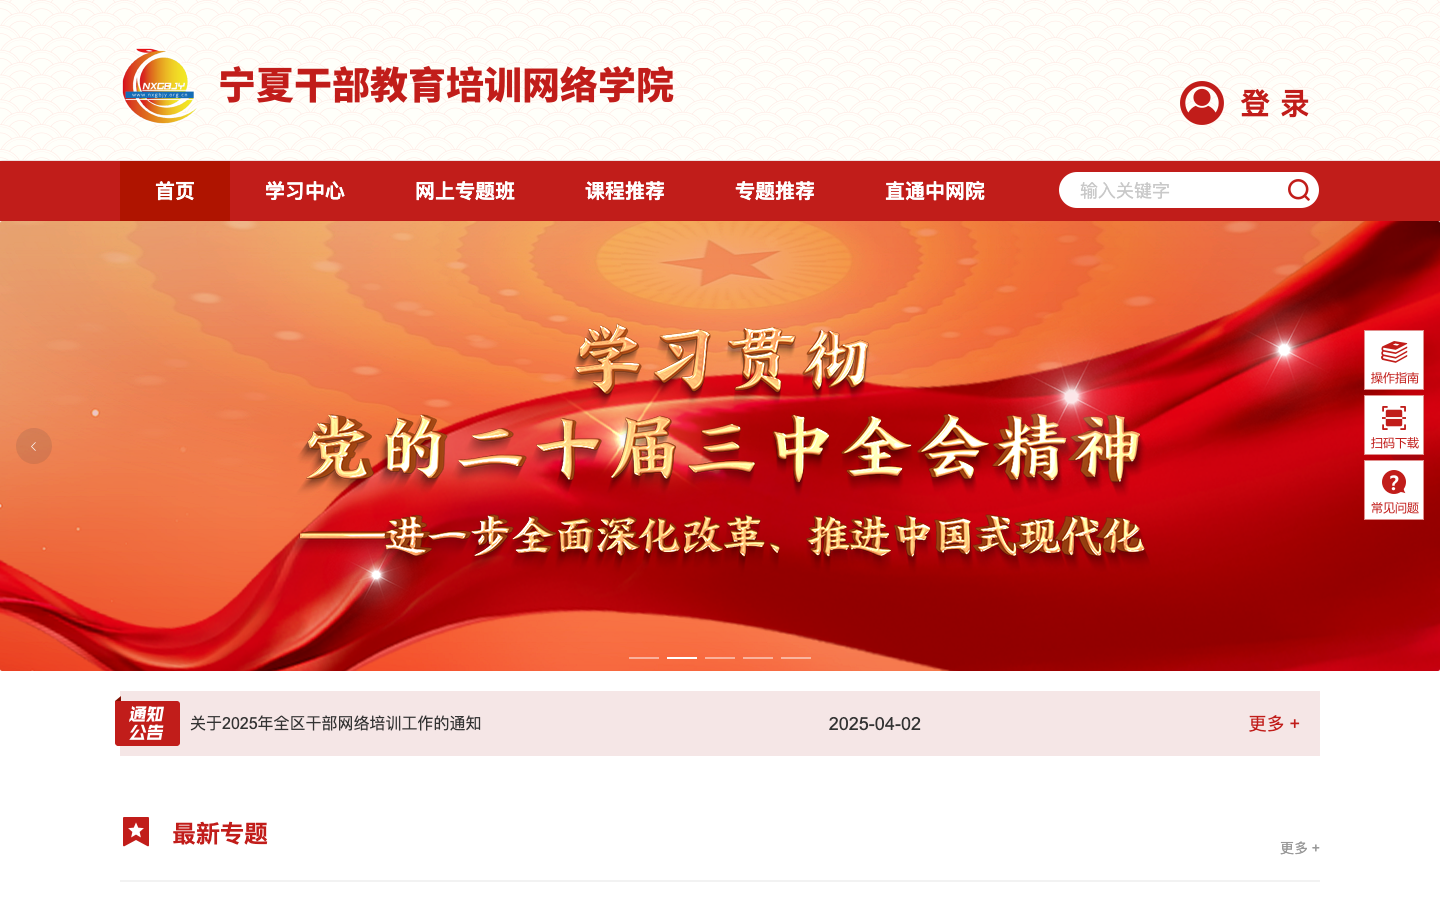 NXGBJY
www.nxgbjy.org.cn
宁夏干部教育培训网络学院
登 录
首页
学习中心
网上专题班
课程推荐
专题推荐
直通中网院
输入关键字
学习贯彻
党的二十届三中全会精神
——进一步全面深化改革、推进中国式现代化
操作指南
扫码下载
常见问题
通知
公告
关于2025年全区干部网络培训工作的通知
2025-04-02
更多 +
最新专题
更多 +